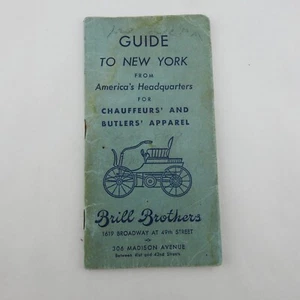 GUIDE
TO NEW YORK
FROM
America's Headquarters
FOR
CHAUFFEURS' AND
BUTLERS' APPAREL
Brill Brothers
1619 BROADWAY AT 49TH STREET
306 MADISON AVENUE
Between 41st and 42nd Streets